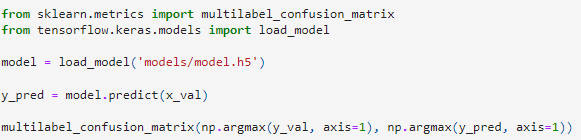 from sklearn.metrics import multilabel_confusion_matrix
from tensorflow.keras.models import load_model
model = load_model('models/model.h5')
y_pred = model.predict(x_val)
multilabel_confusion_matrix(np.argmax(y_val, axis=1), np.argmax(y_pred, axis=1))